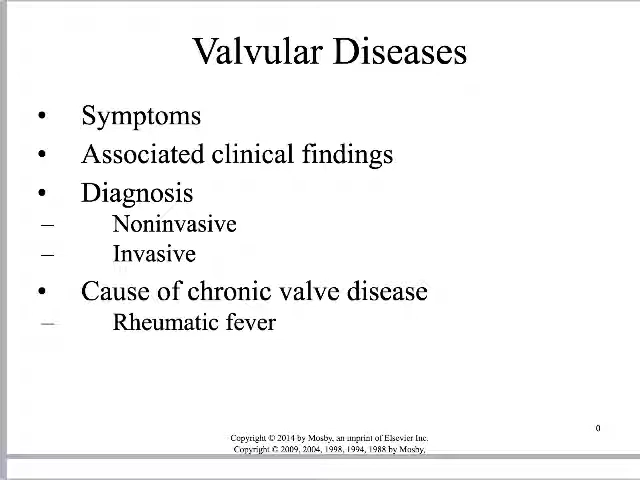 Valvular Diseases
• Symptoms
• Associated clinical findings
• Diagnosis
– Noninvasive
– Invasive
• Cause of chronic valve disease
– Rheumatic fever
0
Copyright © 2014 by Mosby, an imprint of Elsevier Inc.
Copyright © 2009, 2004, 1998, 1994, 1988 by Mosby,